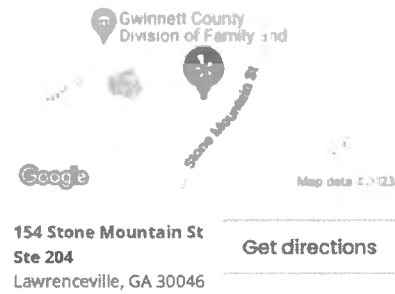 Gwinnett County
Division of Family and
Stone Mountain St
Google
Map data ©2023
154 Stone Mountain St
Ste 204
Get directions
Lawrenceville, GA 30046